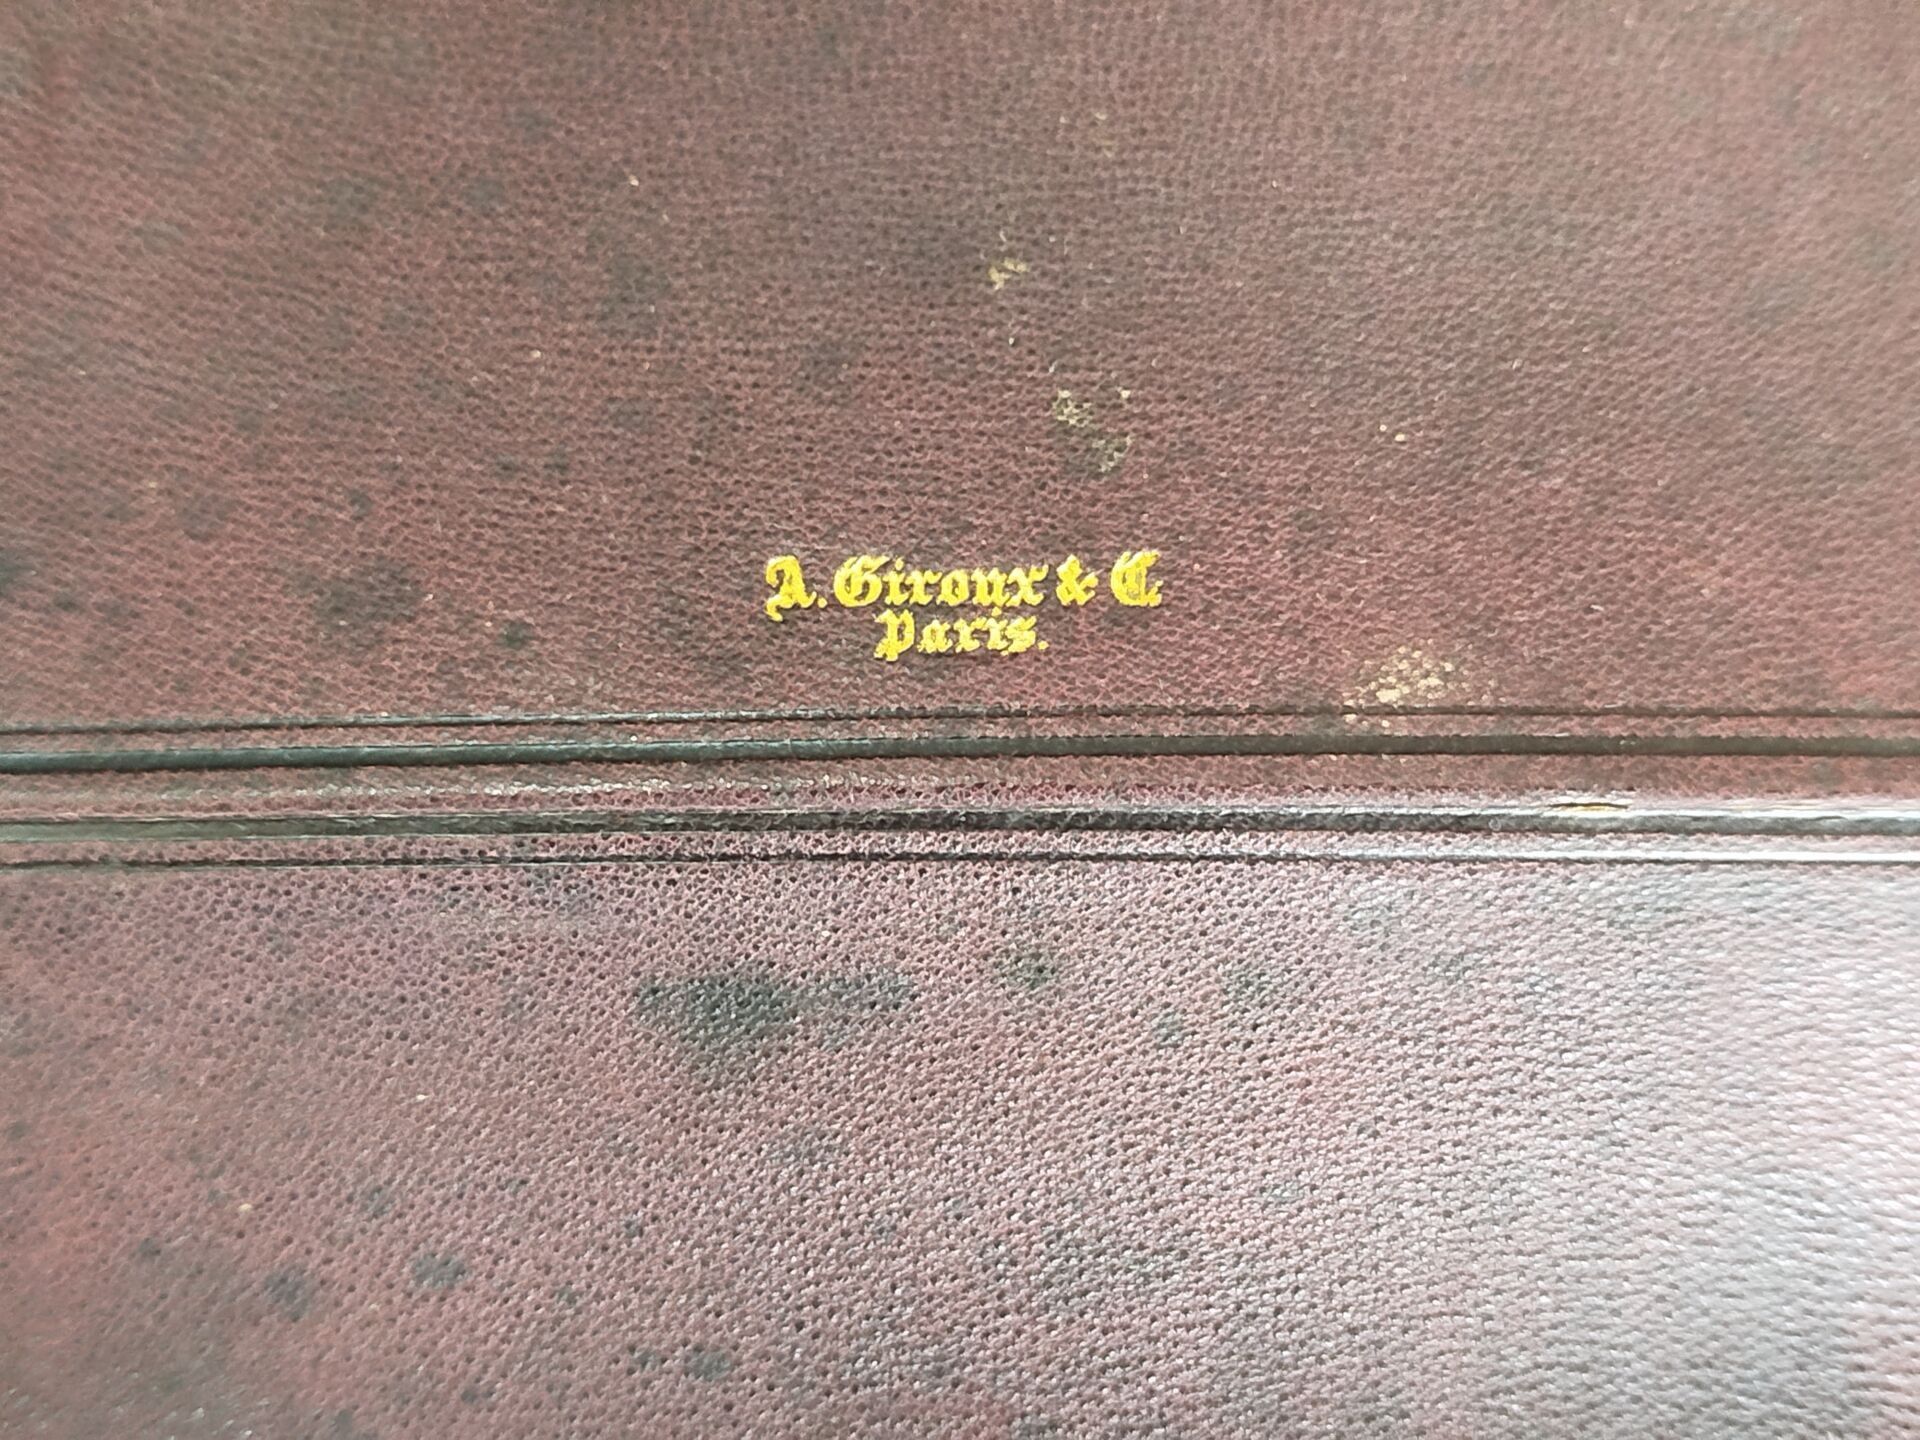 A. Giroux & C.
Paris.